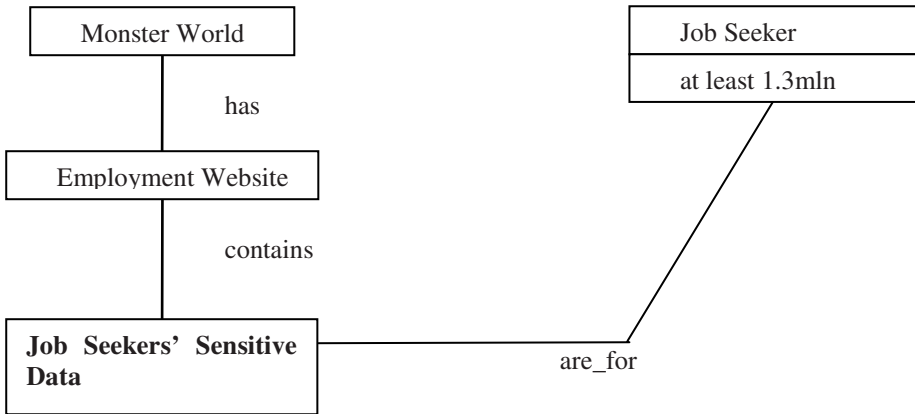 Monster World
Job Seeker
at least 1.3mln
has
Employment Website
contains
Job Seekers’ Sensitive
Data
are_for